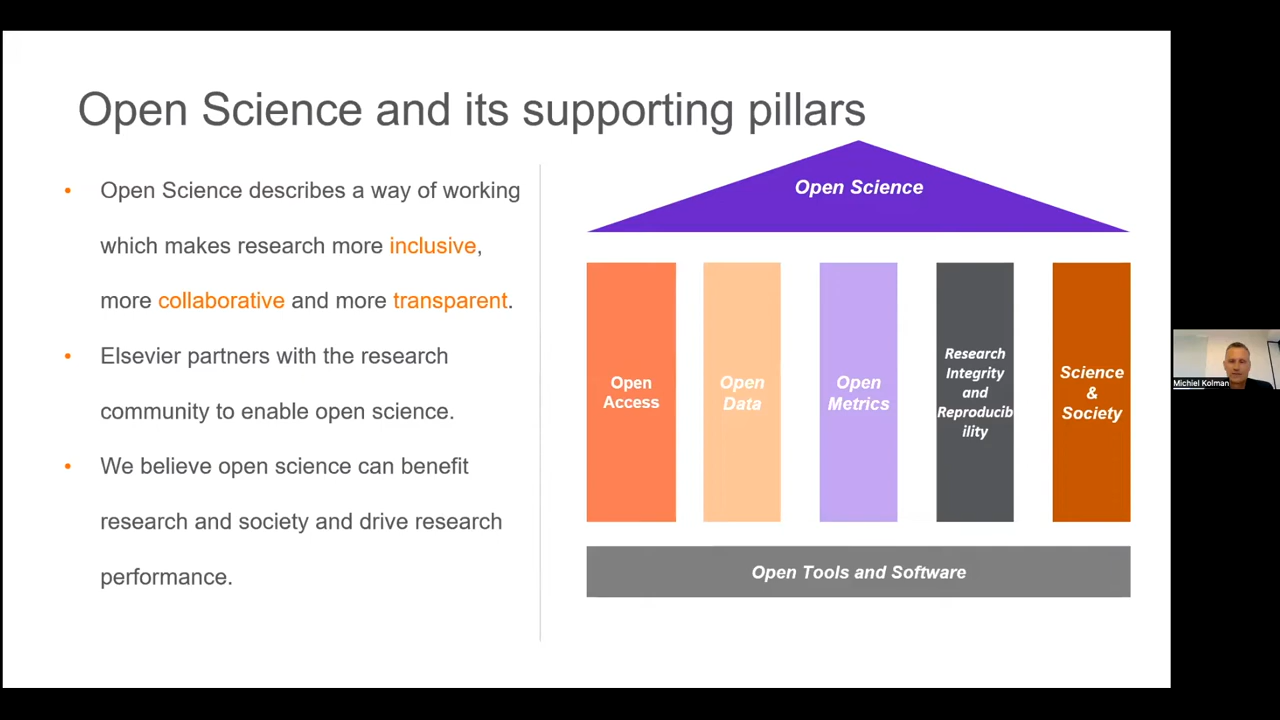 Open Science and its supporting pillars
• Open Science describes a way of working
which makes research more inclusive,
more collaborative and more transparent.
• Elsevier partners with the research
community to enable open science.
• We believe open science can benefit
research and society and drive research
performance.
Open Science
Open
Access
Open
Data
Open
Metrics
Research
Integrity
and
Reproducib
ility
Science
&
Society
Open Tools and Software
Michiel Kolman